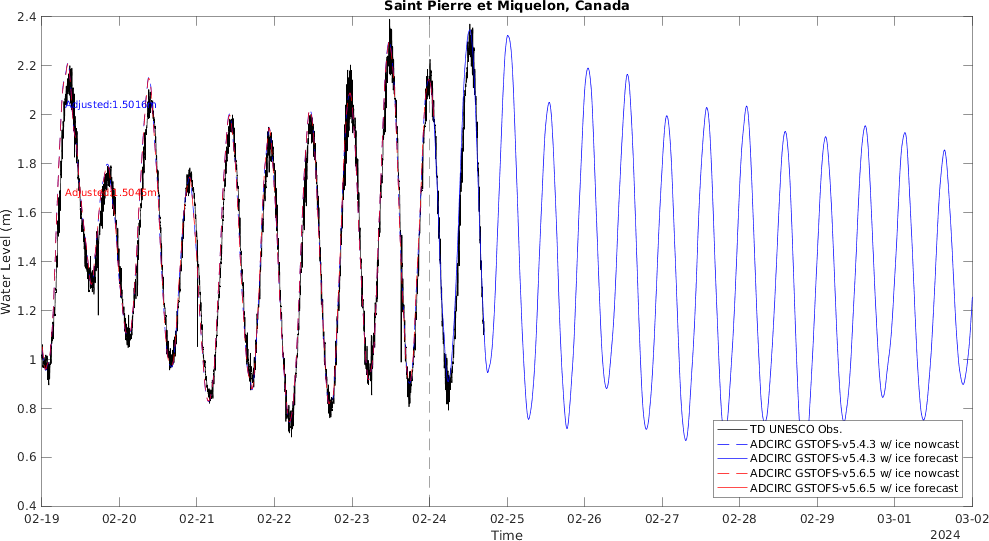 Saint Pierre et Miquelon, Canada
2.4
2.2
2
1.8
1.6
1.4
1.2
1
0.8
0.6
0.4
Water Level (m)
Adjusted:1.5016m
Adjusted:1.5045m
TD UNESCO Obs.
ADCIRC GSTOFS-v5.4.3 w/ ice nowcast
ADCIRC GSTOFS-v5.4.3 w/ ice forecast
ADCIRC GSTOFS-v5.6.5 w/ ice nowcast
ADCIRC GSTOFS-v5.6.5 w/ ice forecast
02-19 02-20 02-21 02-22 02-23 02-24 02-25 02-26 02-27 02-28 02-29 03-01 03-02
Time
2024